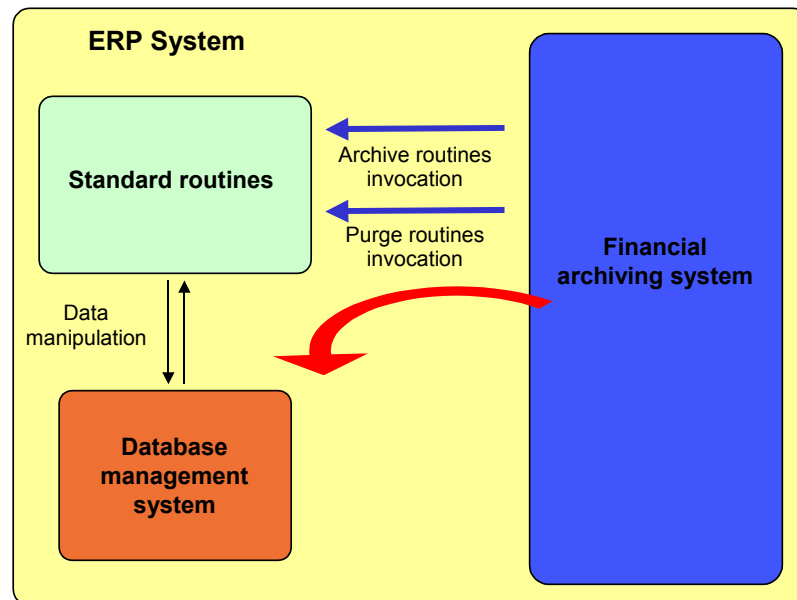 ERP System
Standard routines
Archive routines
invocation
Purge routines
invocation
Financial
archiving system
Data
manipulation
Database
management
system